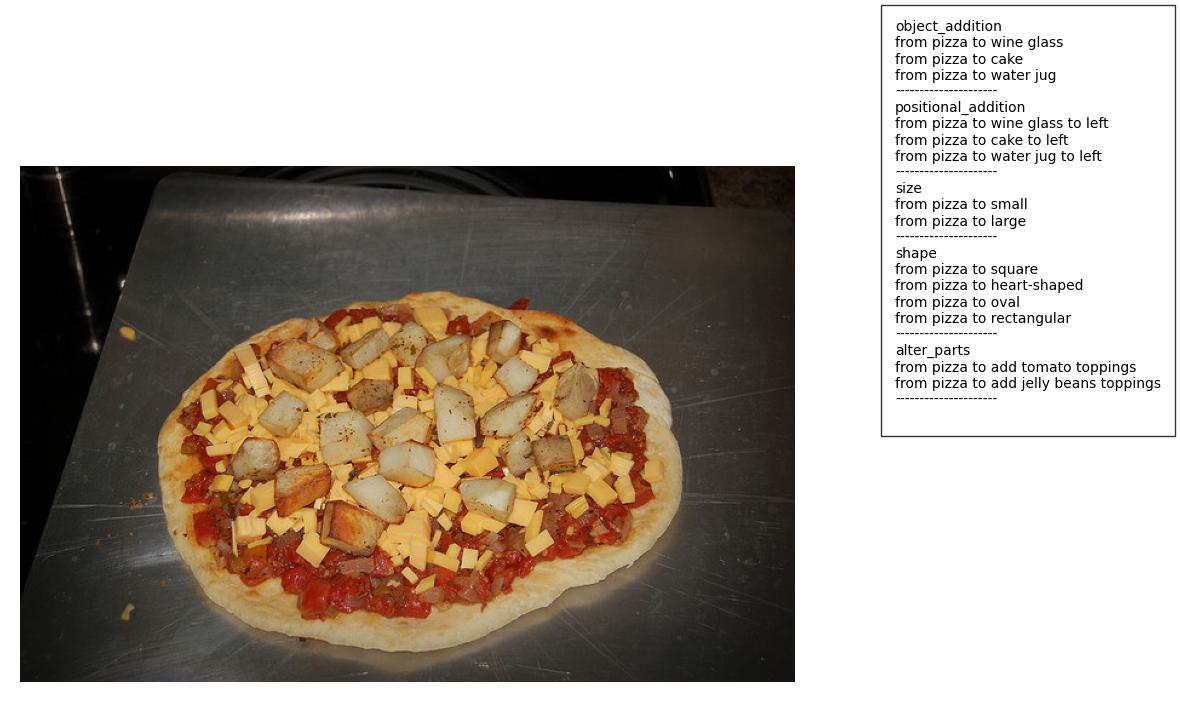 object_addition
from pizza to wine glass
from pizza to cake
from pizza to water jug
---------------------
positional_addition
from pizza to wine glass to left
from pizza to cake to left
from pizza to water jug to left
---------------------
size
from pizza to small
from pizza to large
---------------------
shape
from pizza to square
from pizza to heart-shaped
from pizza to oval
from pizza to rectangular
---------------------
alter_parts
from pizza to add tomato toppings
from pizza to add jelly beans toppings
---------------------